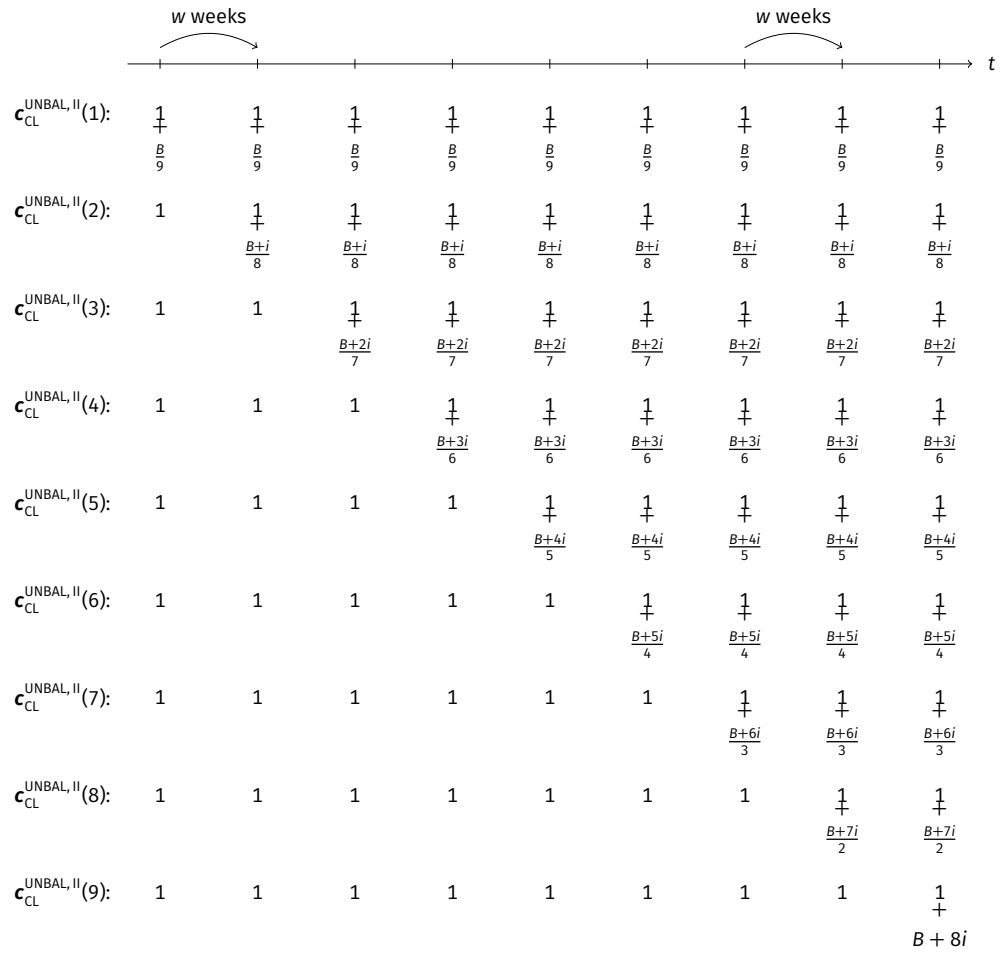 w weeks w weeks
t
c_CL^UNBAL, II(1): 1 1 1 1 1 1 1 1 1
+ + + + + + + + +
B/9 B/9 B/9 B/9 B/9 B/9 B/9 B/9 B/9
c_CL^UNBAL, II(2): 1 1 1 1 1 1 1 1 1
+ + + + + + + +
B+i/8 B+i/8 B+i/8 B+i/8 B+i/8 B+i/8 B+i/8 B+i/8
c_CL^UNBAL, II(3): 1 1 1 1 1 1 1 1 1
+ + + + + + +
B+2i/7 B+2i/7 B+2i/7 B+2i/7 B+2i/7 B+2i/7 B+2i/7
c_CL^UNBAL, II(4): 1 1 1 1 1 1 1 1 1
+ + + + + +
B+3i/6 B+3i/6 B+3i/6 B+3i/6 B+3i/6 B+3i/6
c_CL^UNBAL, II(5): 1 1 1 1 1 1 1 1 1
+ + + + +
B+4i/5 B+4i/5 B+4i/5 B+4i/5 B+4i/5
c_CL^UNBAL, II(6): 1 1 1 1 1 1 1 1 1
+ + + +
B+5i/4 B+5i/4 B+5i/4 B+5i/4
c_CL^UNBAL, II(7): 1 1 1 1 1 1 1 1 1
+ + +
B+6i/3 B+6i/3 B+6i/3
c_CL^UNBAL, II(8): 1 1 1 1 1 1 1 1 1
+ +
B+7i/2 B+7i/2
c_CL^UNBAL, II(9): 1 1 1 1 1 1 1 1 1
+
B + 8i